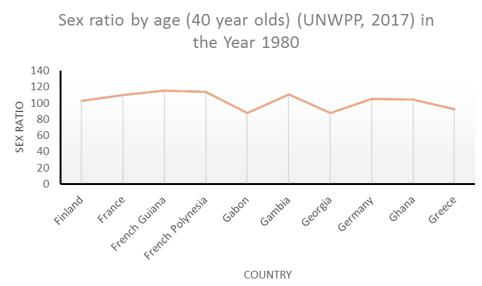 Sex ratio by age (40 year olds) (UNWPP, 2017) in
the Year 1980
140
120
100
80
60
40
20
0
SEX RATIO
Finland
France
French Guiana
French Polynesia
Gabon
Gambia
Georgia
Germany
Ghana
Greece
COUNTRY